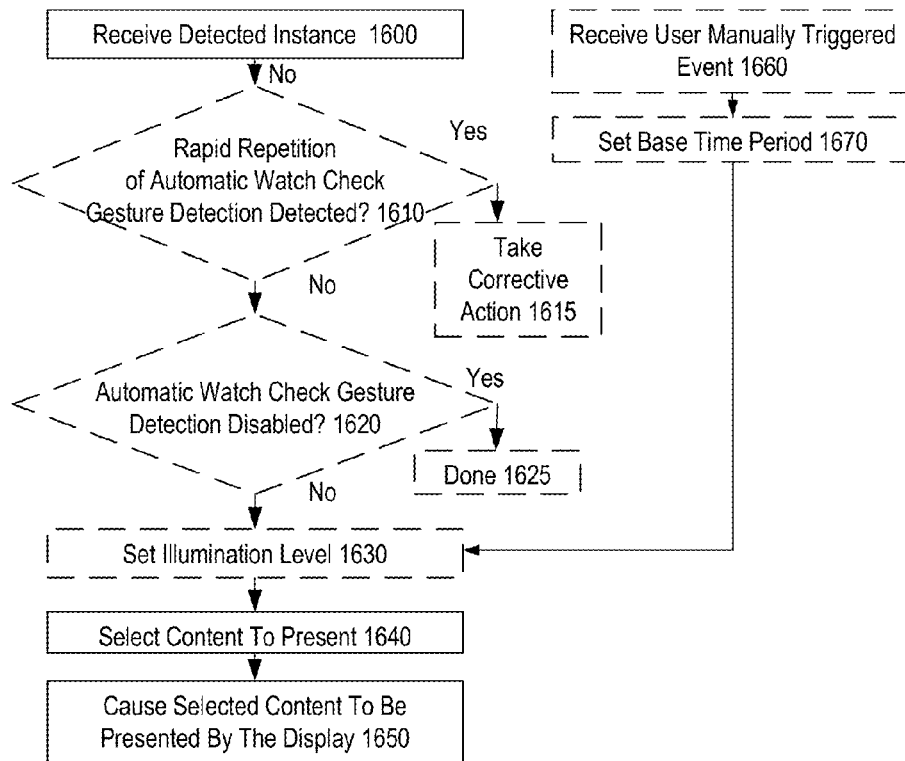 Receive Detected Instance 1600
No
Rapid Repetition
of Automatic Watch Check
Gesture Detection Detected? 1610
Yes
Take
Corrective
Action 1615
No
Automatic Watch Check Gesture
Detection Disabled? 1620
Yes
Done 1625
No
Set Illumination Level 1630
Select Content To Present 1640
Cause Selected Content To Be
Presented By The Display 1650
Receive User Manually Triggered
Event 1660
Set Base Time Period 1670